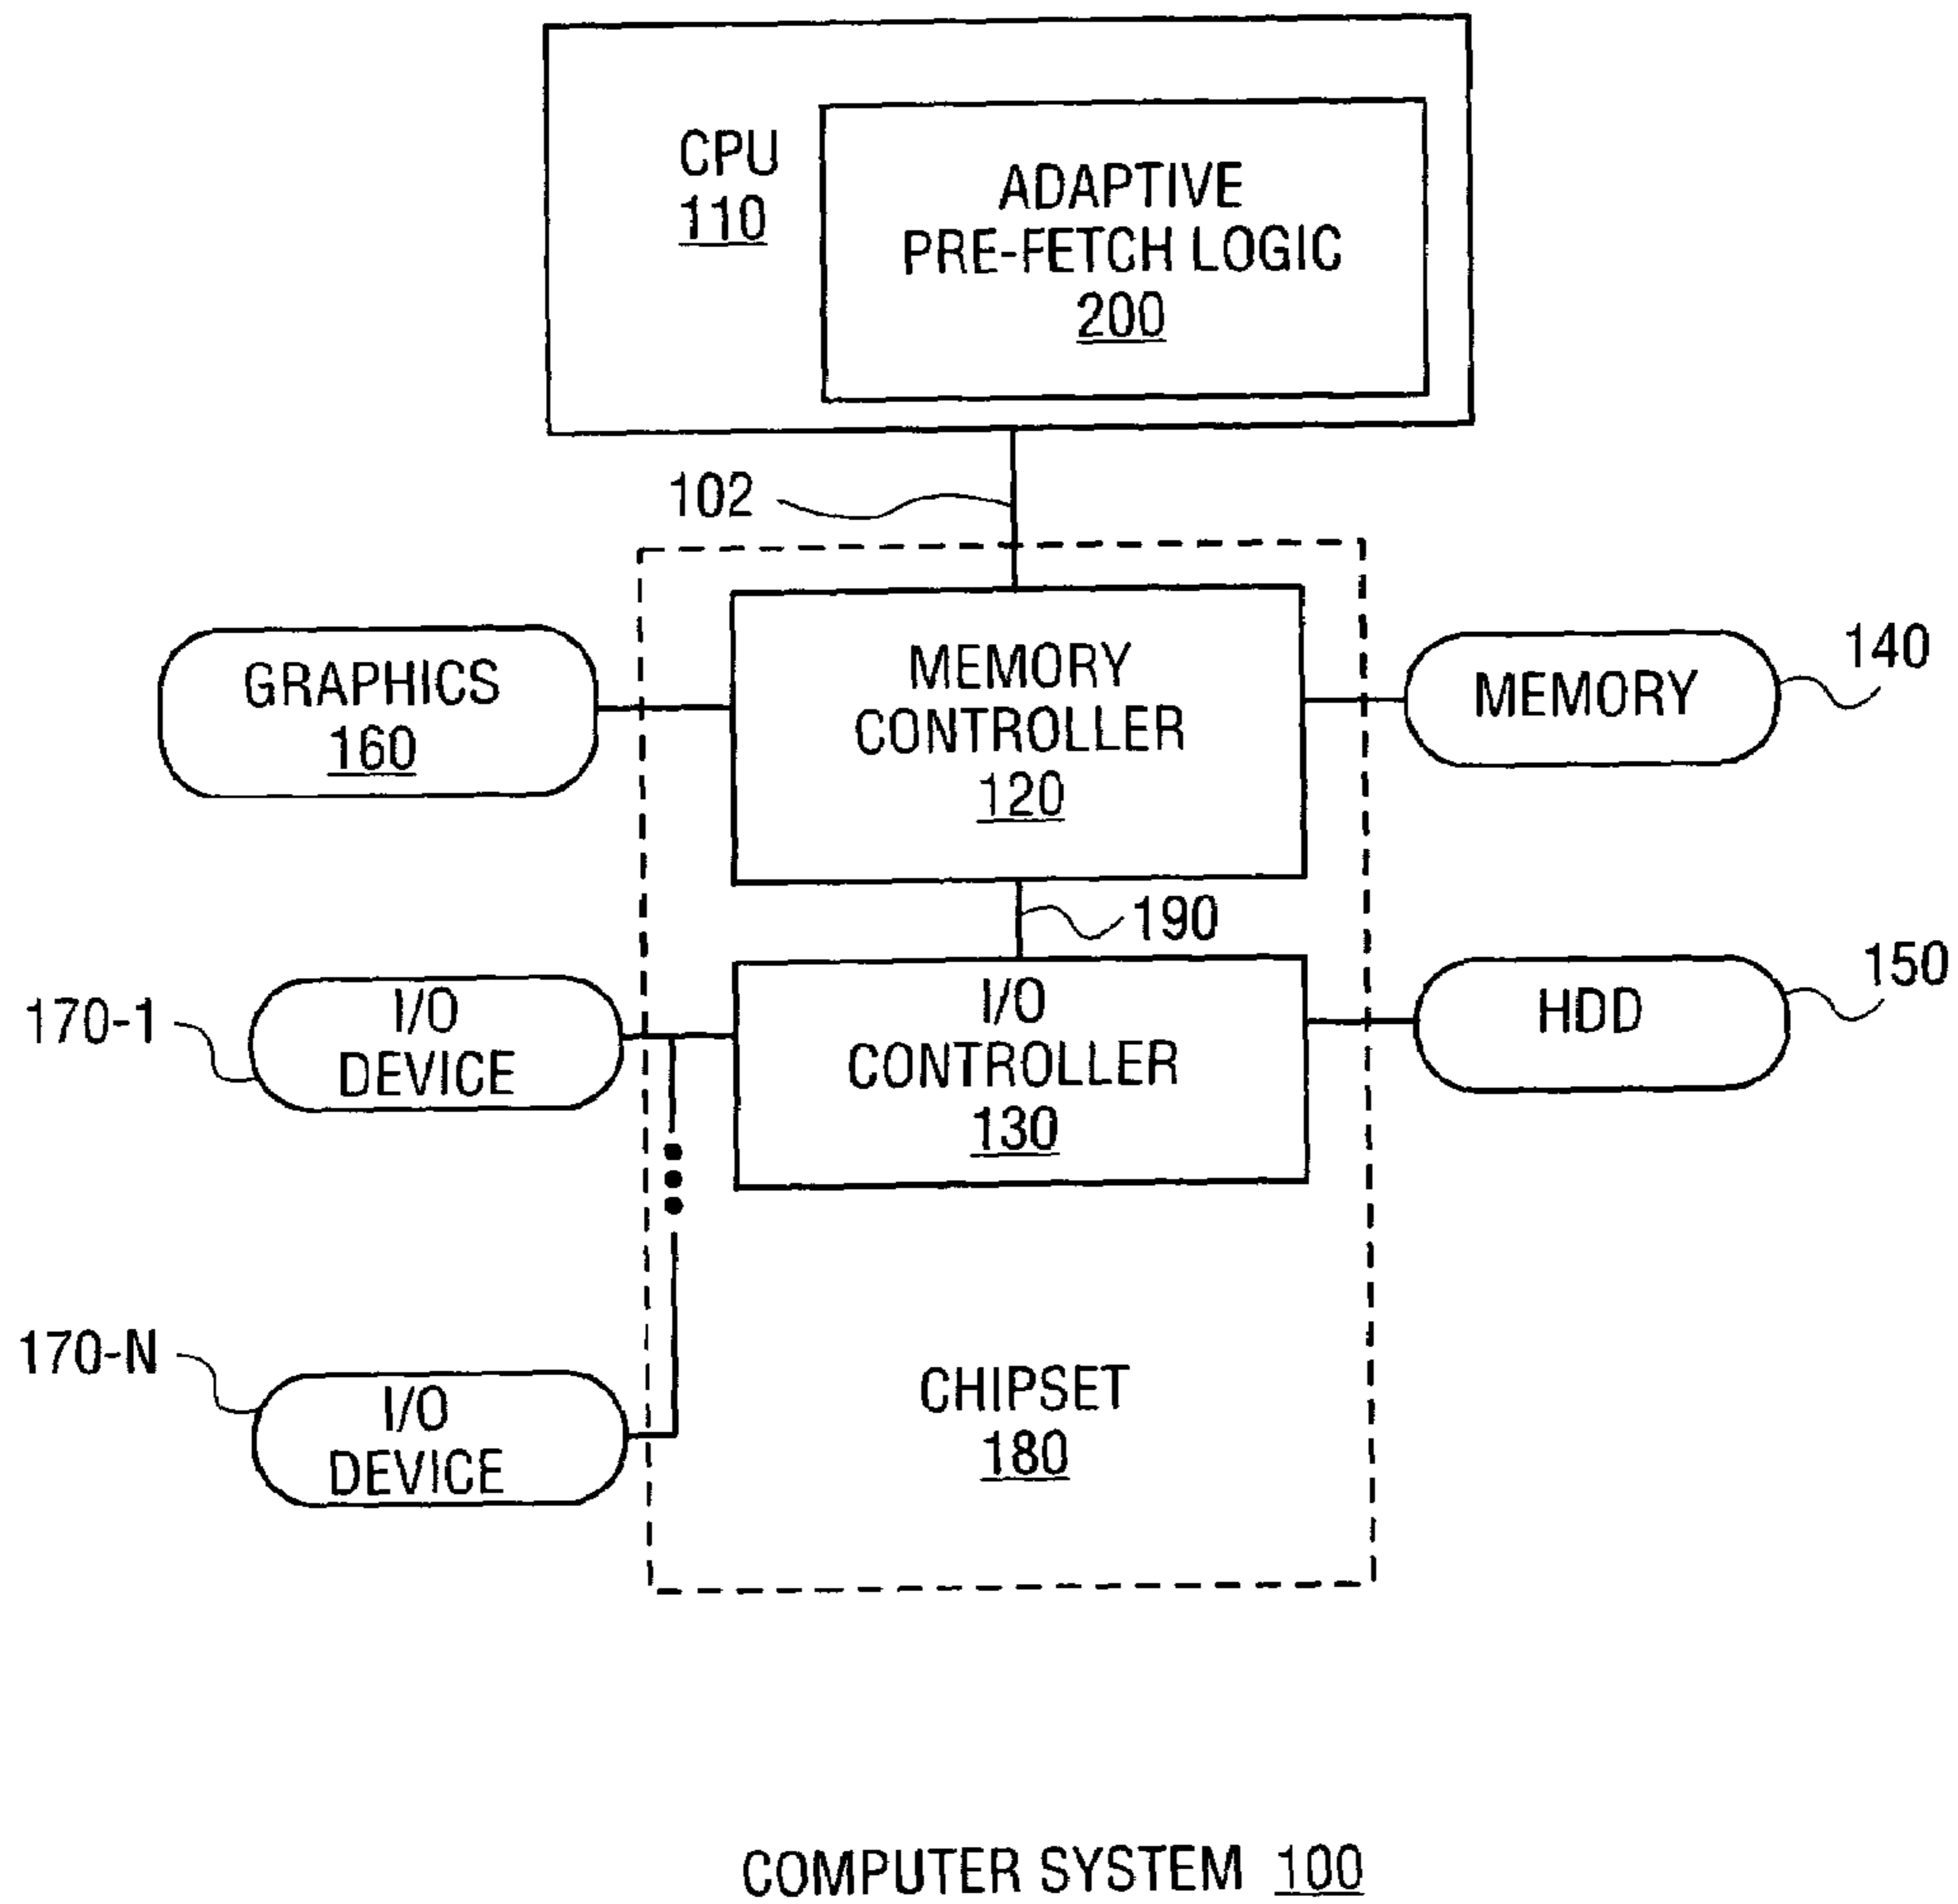 CPU
110
ADAPTIVE
PRE-FETCH LOGIC
200
102
GRAPHICS
160
MEMORY
CONTROLLER
120
MEMORY
140
190
170-1
I/O
DEVICE
I/O
CONTROLLER
130
HDD
150
170-N
I/O
DEVICE
CHIPSET
180
COMPUTER SYSTEM 100